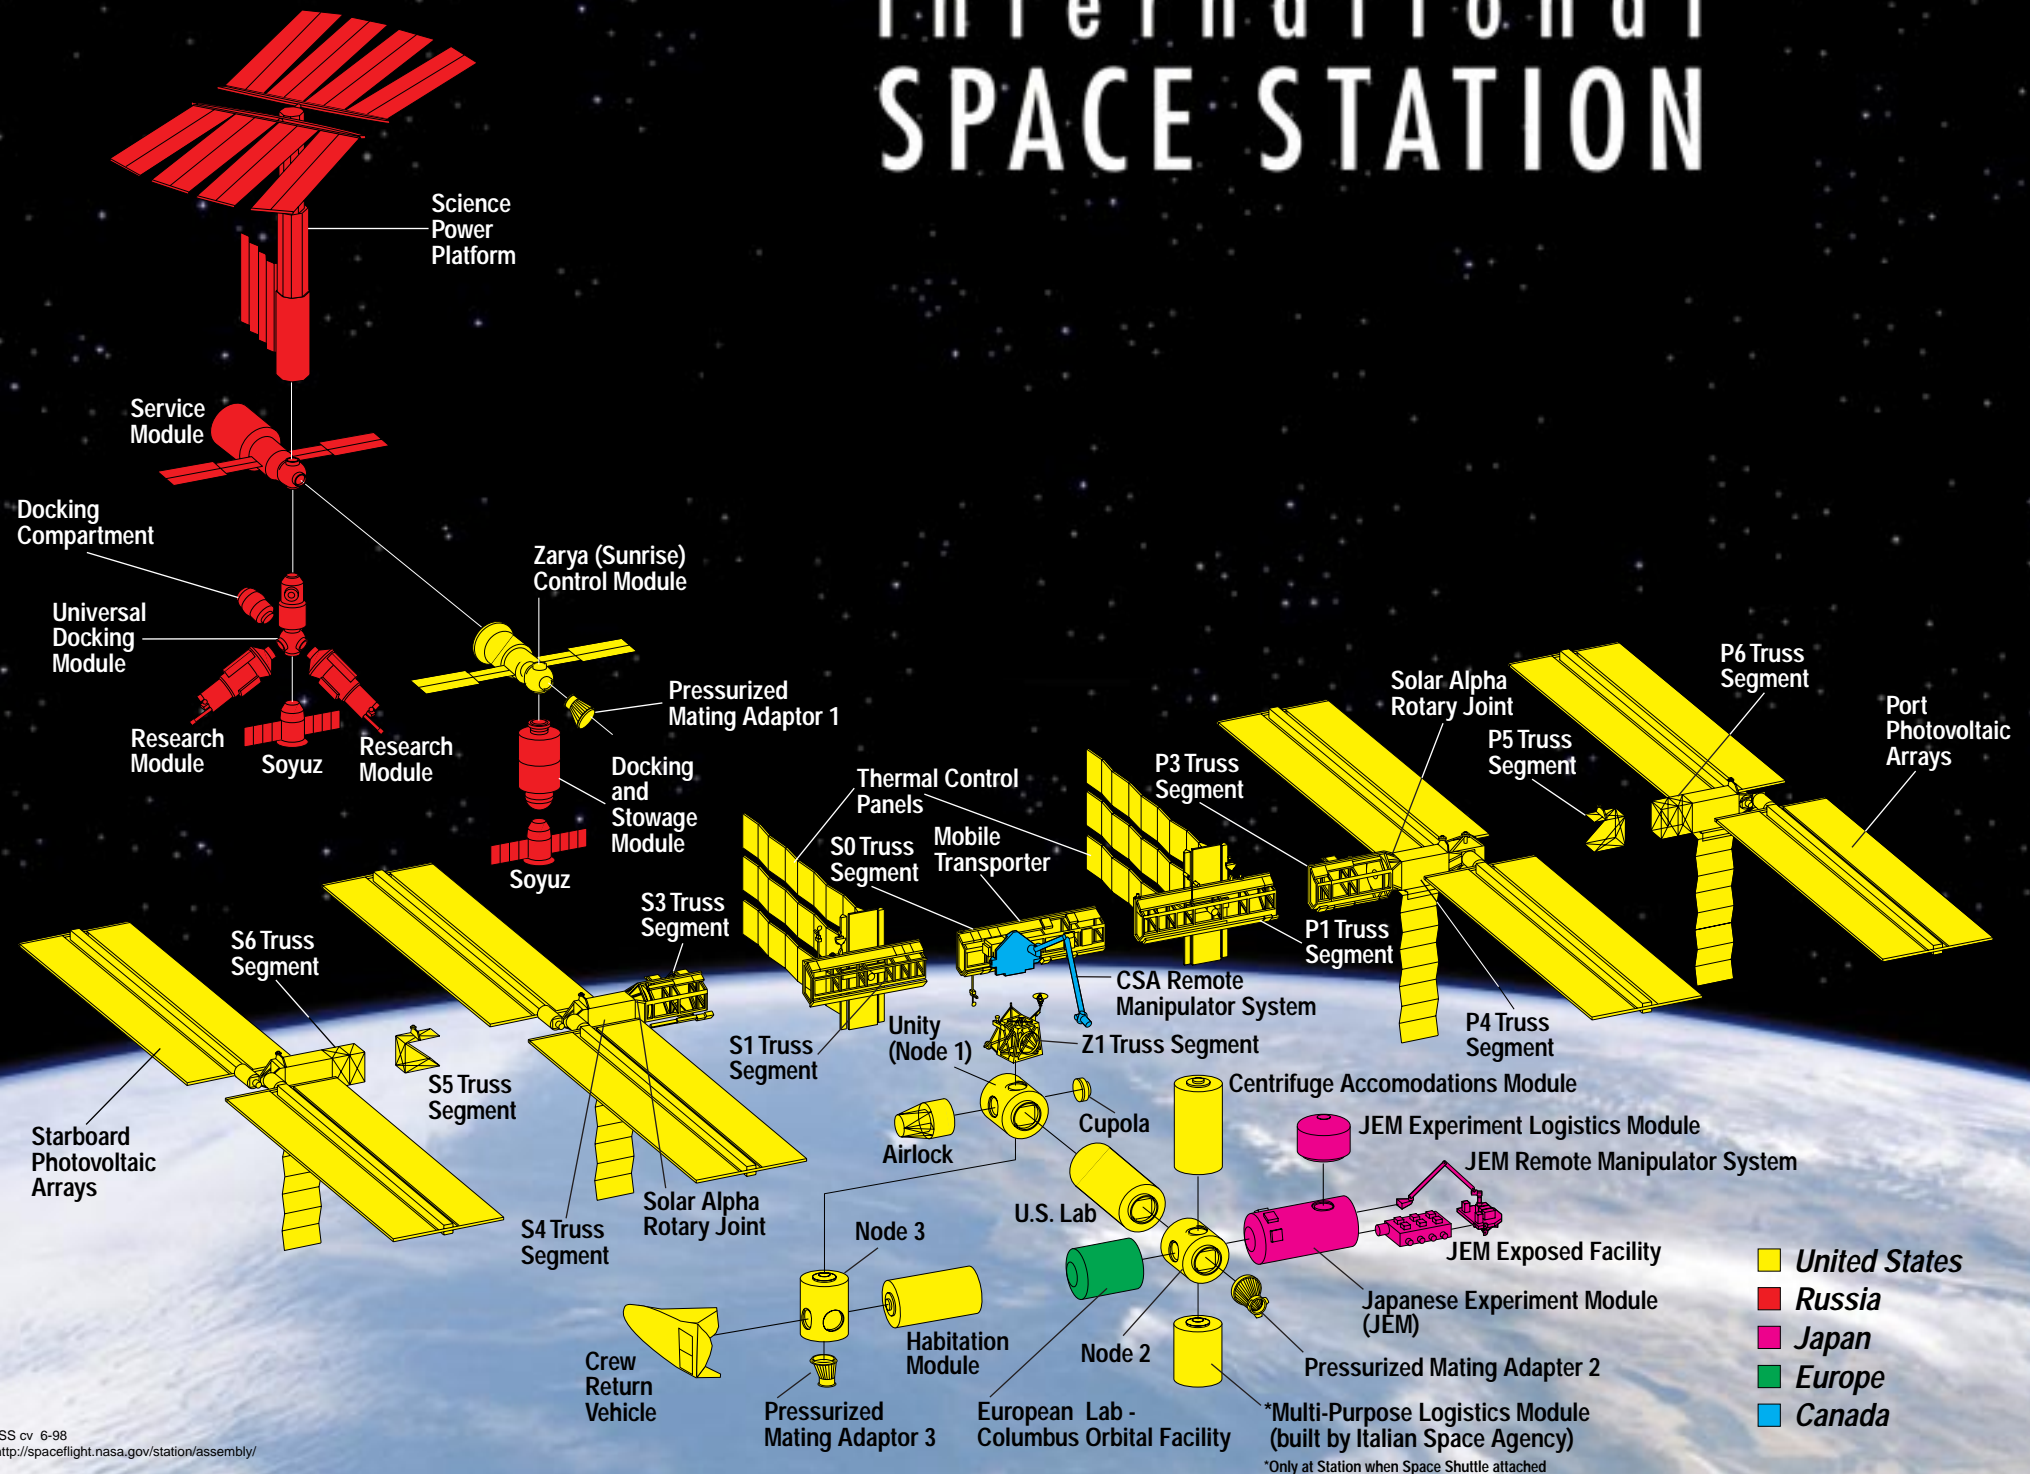 International
SPACE STATION
Science
Power
Platform
Service
Module
Docking
Compartment
Universal
Docking
Module
Zarya (Sunrise)
Control Module
Pressurized
Mating Adaptor 1
Research
Module
Soyuz
Research
Module
Docking
and
Stowage
Module
Soyuz
Thermal Control
Panels
S0 Truss
Segment
Mobile
Transporter
P3 Truss
Segment
Solar Alpha
Rotary Joint
P5 Truss
Segment
P6 Truss
Segment
Port
Photovoltaic
Arrays
S3 Truss
Segment
S6 Truss
Segment
P1 Truss
Segment
CSA Remote
Manipulator System
P4 Truss
Segment
S1 Truss
Segment
Unity
(Node 1)
Z1 Truss Segment
S5 Truss
Segment
Starboard
Photovoltaic
Arrays
Centrifuge Accomodations Module
Cupola
Airlock
JEM Experiment Logistics Module
JEM Remote Manipulator System
S4 Truss
Segment
Solar Alpha
Rotary Joint
U.S. Lab
Node 3
JEM Exposed Facility
Japanese Experiment Module
(JEM)
Habitation
Module
Node 2
Pressurized Mating Adapter 2
Crew
Return
Vehicle
Pressurized
Mating Adaptor 3
European Lab -
Columbus Orbital Facility
*Multi-Purpose Logistics Module
(built by Italian Space Agency)
*Only at Station when Space Shuttle attached
United States
Russia
Japan
Europe
Canada
SS cv 6-98
http://spaceflight.nasa.gov/station/assembly/